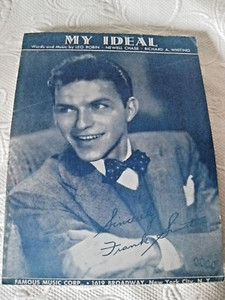 MY IDEAL
Words and Music by LEO ROBIN · NEWELL CHASE · RICHARD A. WHITING
Sincerely
Frank Sinatra
FAMOUS MUSIC CORP. · 1619 BROADWAY, New York City, N.Y.